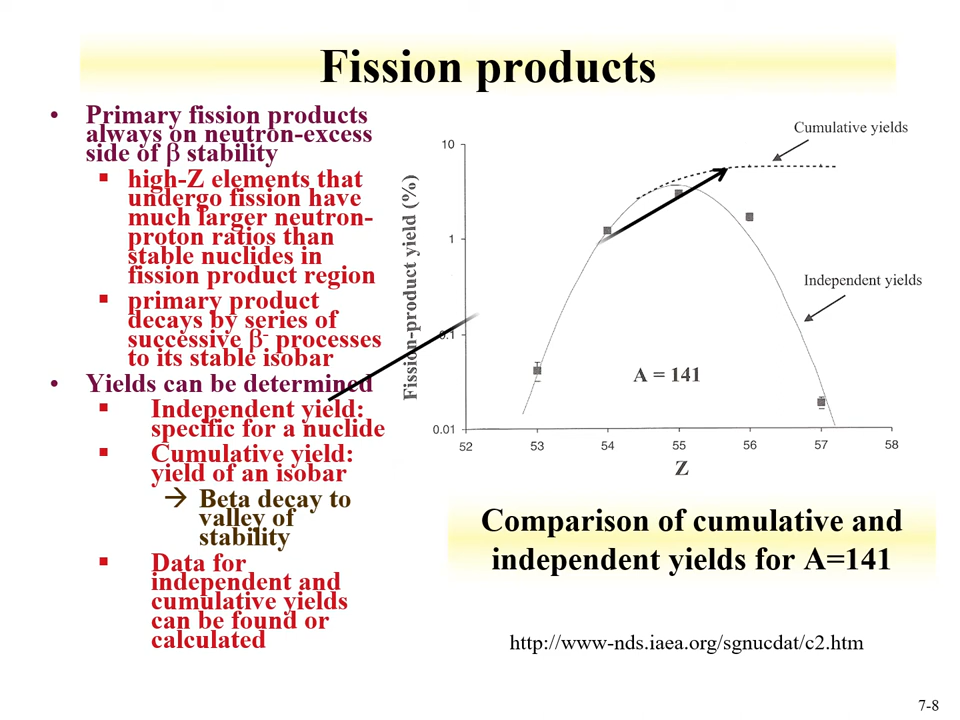 Fission products
• Primary fission products
always on neutron-excess
side of β stability
▪ high-Z elements that
undergo fission have
much larger neutron-
proton ratios than
stable nuclides in
fission product region
▪ primary product
decays by series of
successive β⁻ processes
to its stable isobar
• Yields can be determined
▪ Independent yield:
specific for a nuclide
▪ Cumulative yield:
yield of an isobar
→ Beta decay to
valley of
stability
▪ Data for
independent and
cumulative yields
can be found or
calculated
Fission-product yield (%)
10
1
0.1
0.01
52 53 54 55 56 57 58
Z
Cumulative yields
Independent yields
A = 141
Comparison of cumulative and
independent yields for A=141
http://www-nds.iaea.org/sgnucdat/c2.htm
7-8